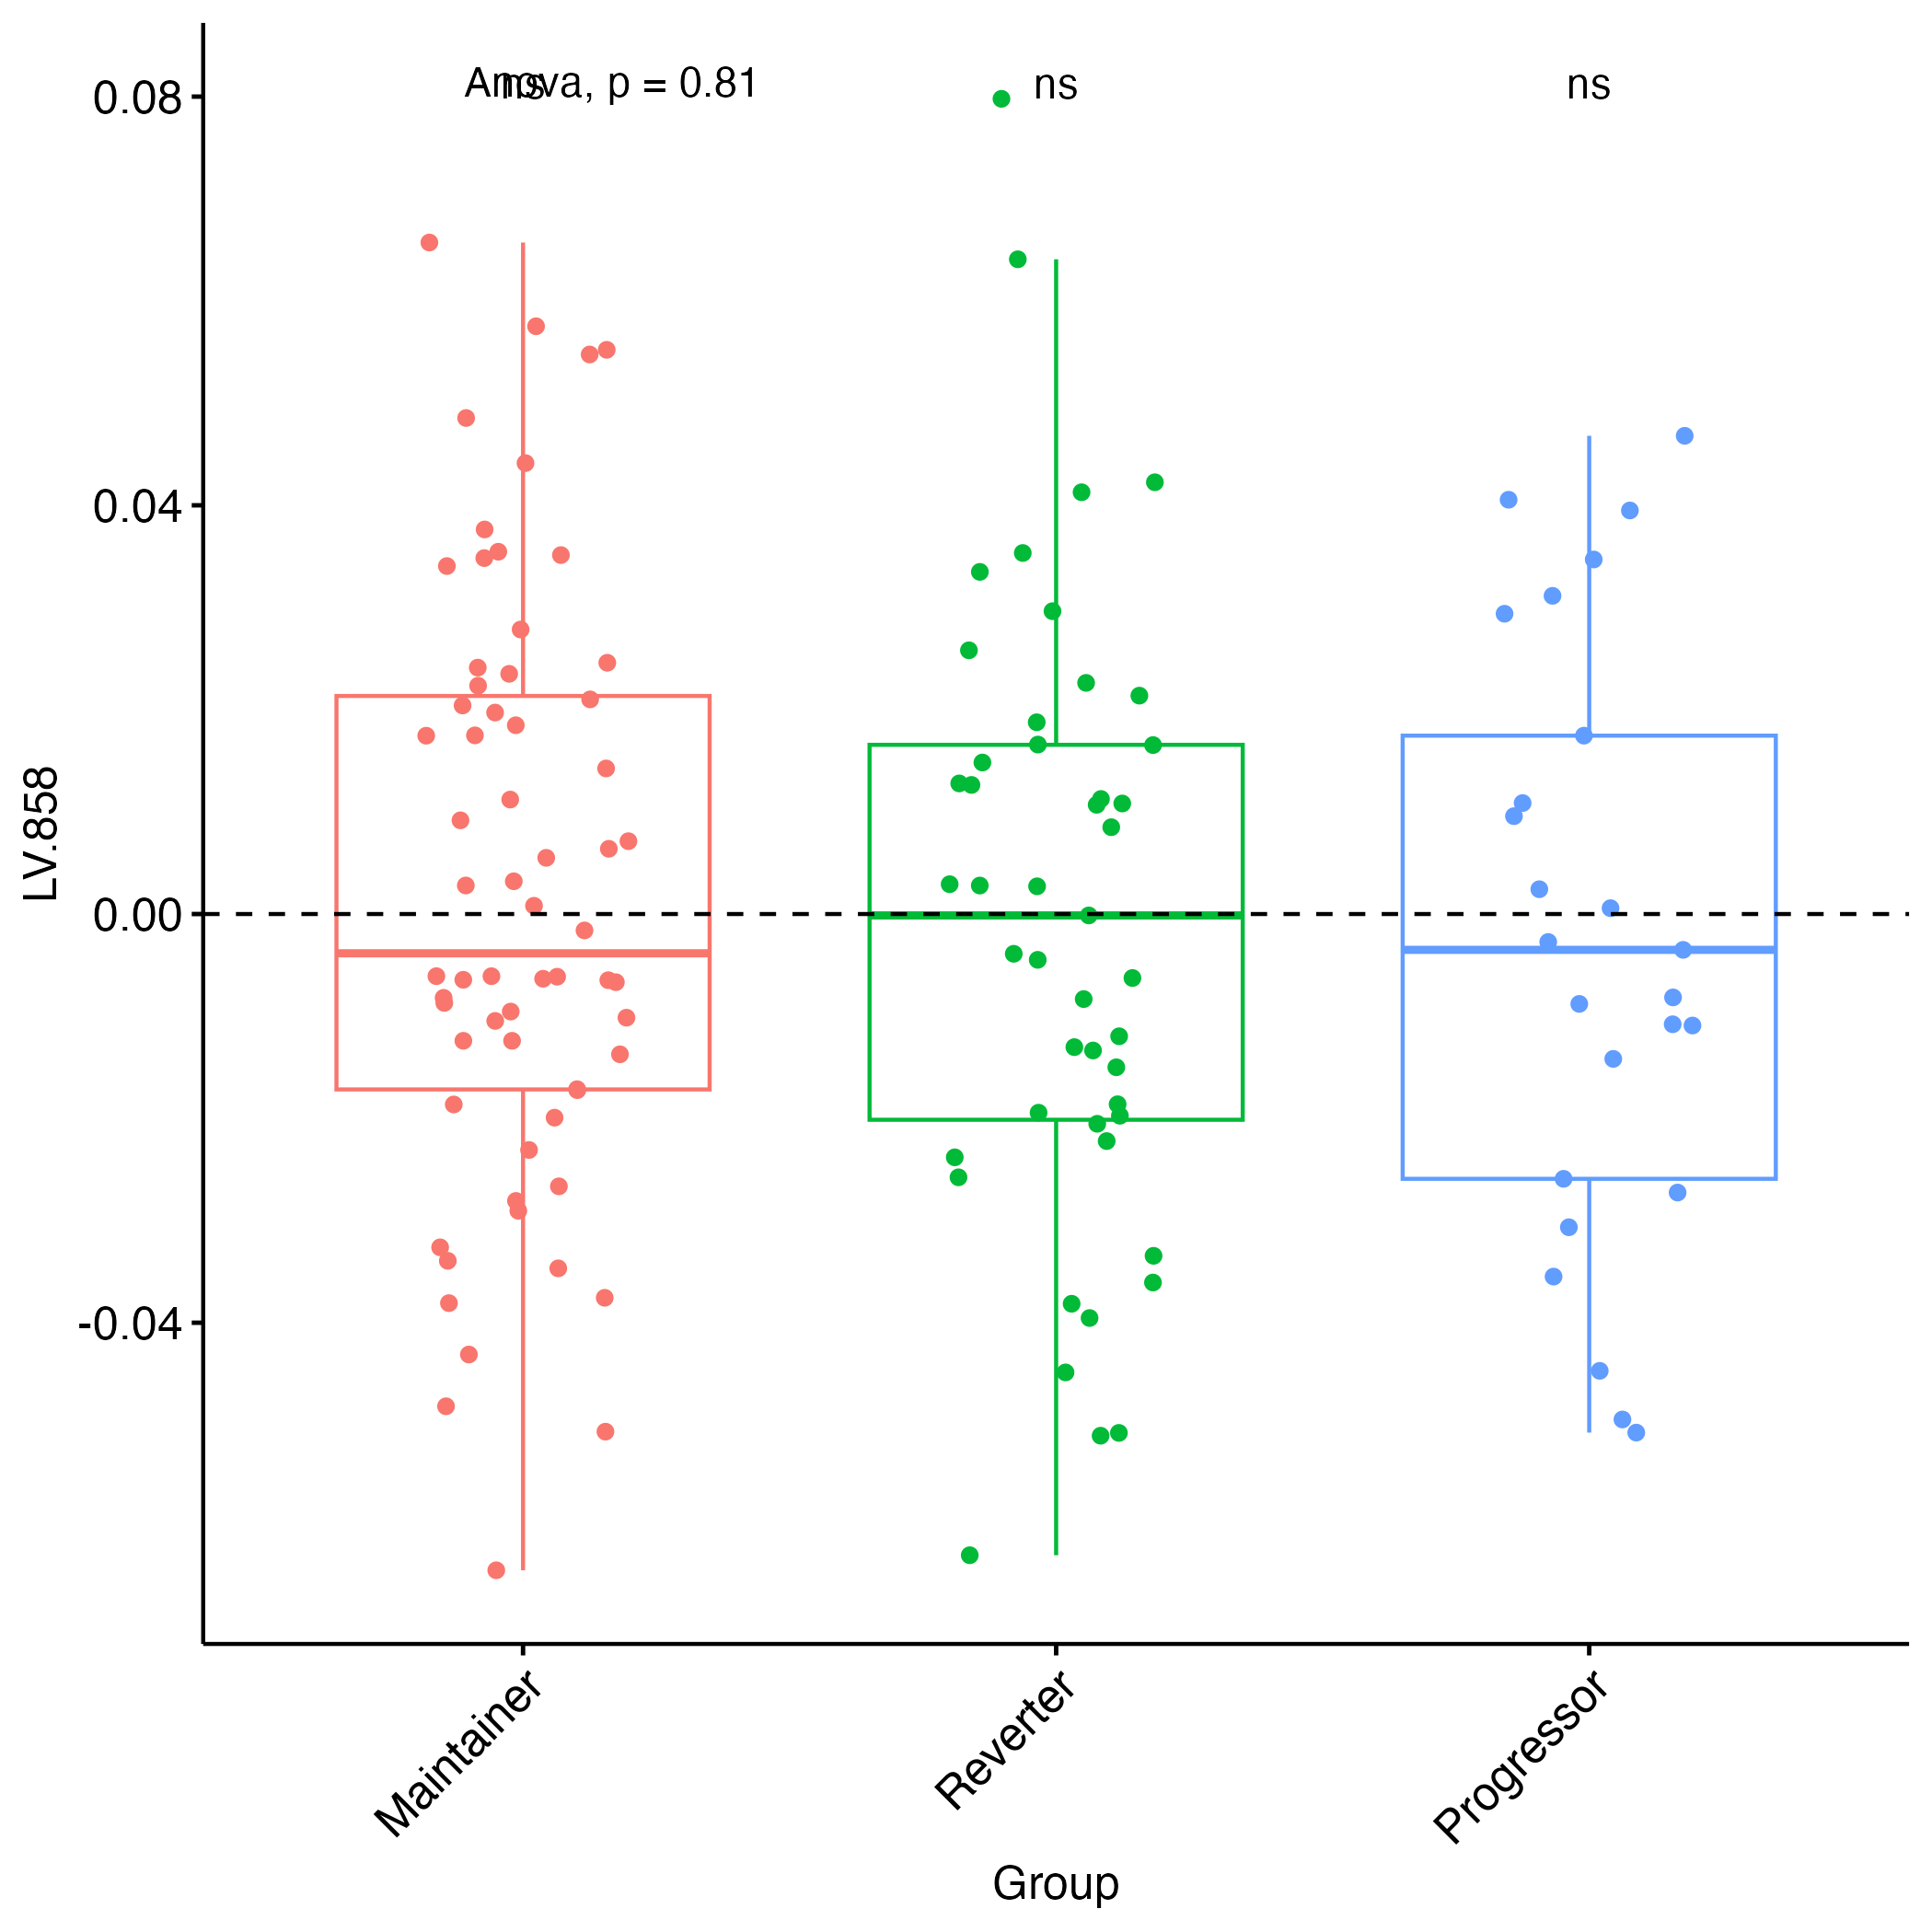 Anova, p = 0.81
ns
ns
ns
0.08
0.04
0.00
-0.04
LV.858
Maintainer
Reverter
Progressor
Group